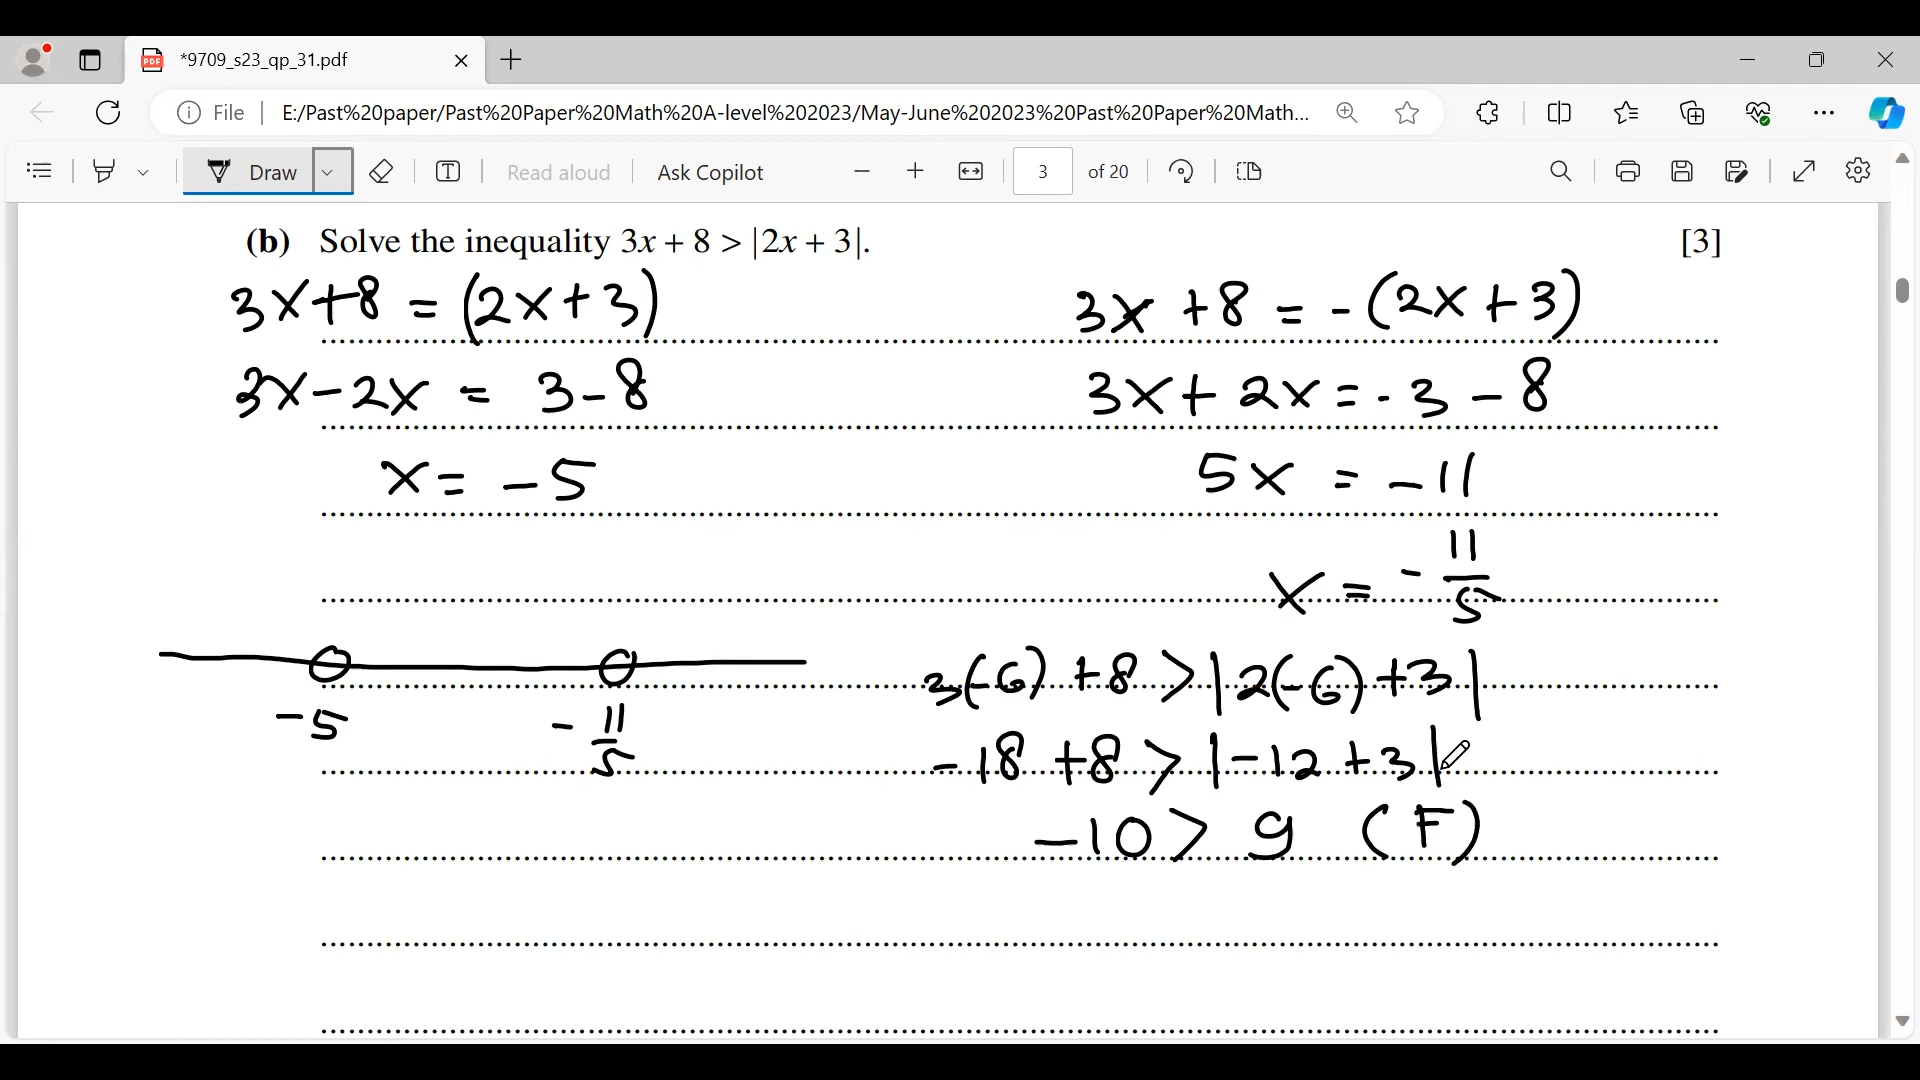 *9709_s23_qp_31.pdf
File
E:/Past%20paper/Past%20Paper%20Math%20A-level%202023/May-June%202023%20Past%20Paper%20Math...
Draw
Read aloud
Ask Copilot
3 of 20
(b) Solve the inequality 3x + 8 > |2x + 3|. [3]
3x+8 = (2x+3)
3x + 8 = - (2x+3)
3x-2x = 3-8
3x+ 2x = - 3 - 8
x = -5
5x = -11
x = - 11/5
-5
- 11/5
3(-6) +8 > |2(-6)+3|
-18 +8 > |-12 +3|
-10 > 9 (F)